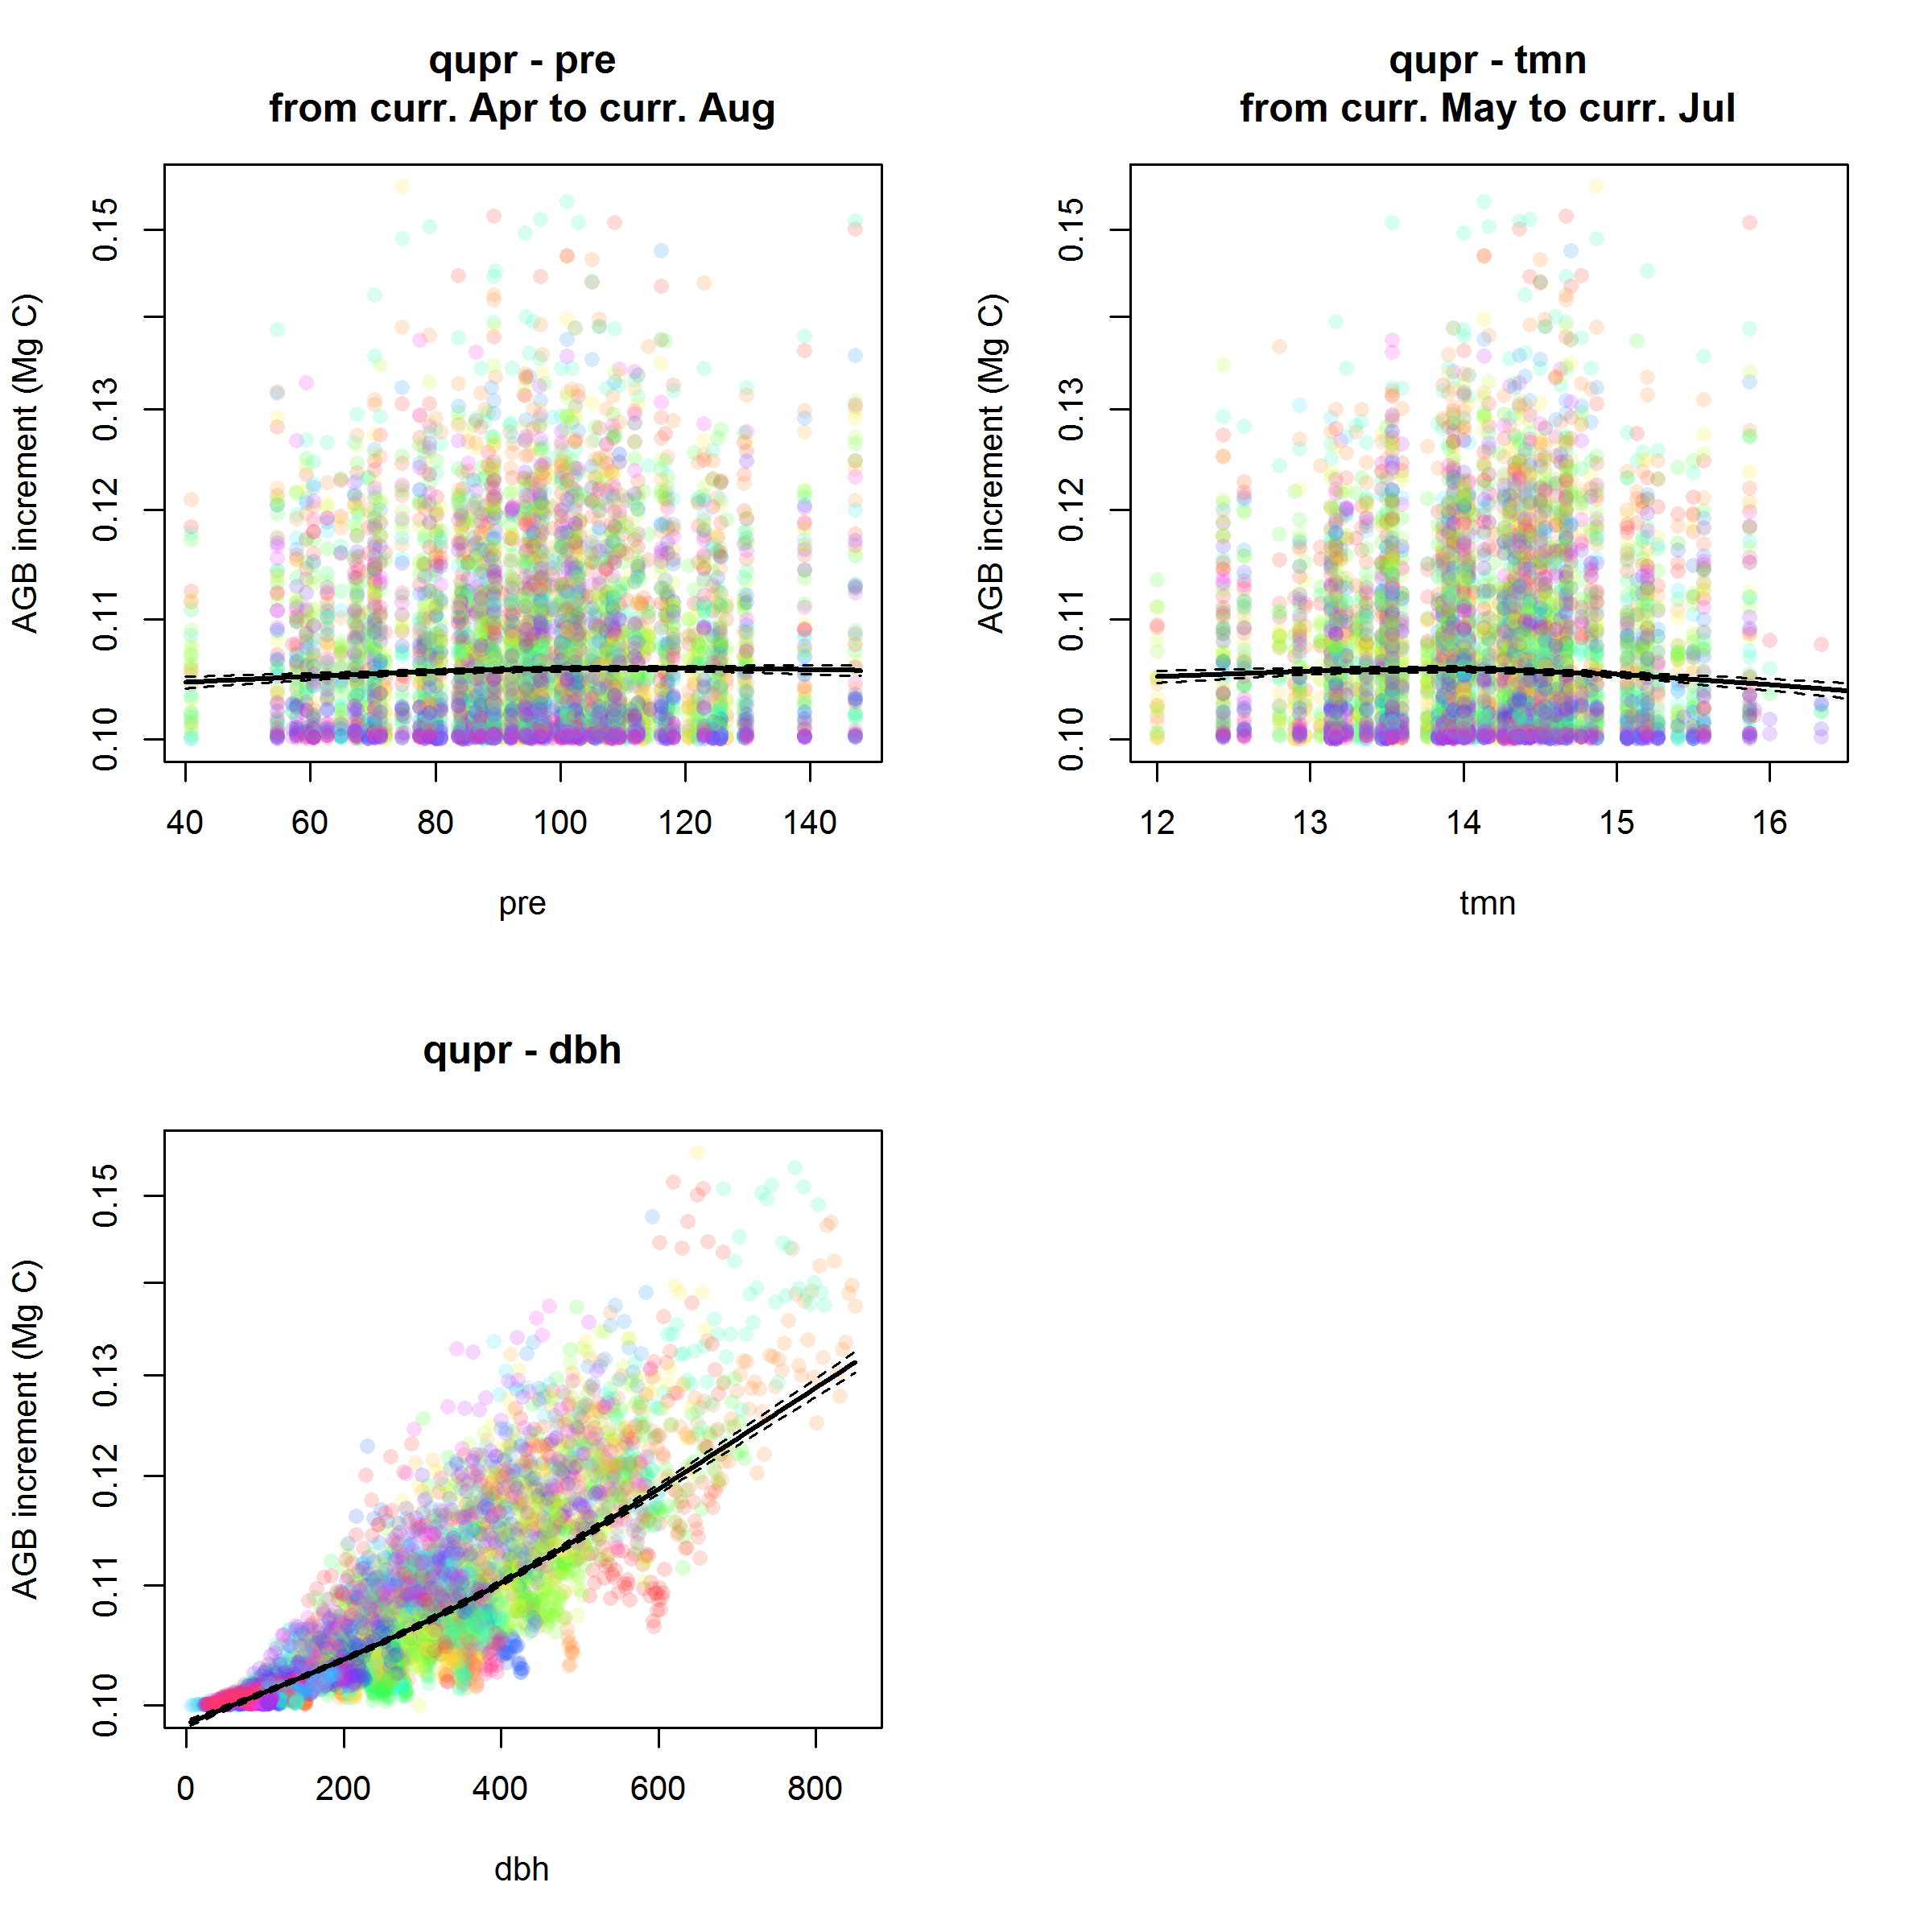 qupr - pre
from curr. Apr to curr. Aug
AGB increment (Mg C)
0.15
0.13
0.12
0.11
0.10
40 60 80 100 120 140
pre
qupr - tmn
from curr. May to curr. Jul
AGB increment (Mg C)
0.15
0.13
0.12
0.11
0.10
12 13 14 15 16
tmn
qupr - dbh
AGB increment (Mg C)
0.15
0.13
0.12
0.11
0.10
0 200 400 600 800
dbh